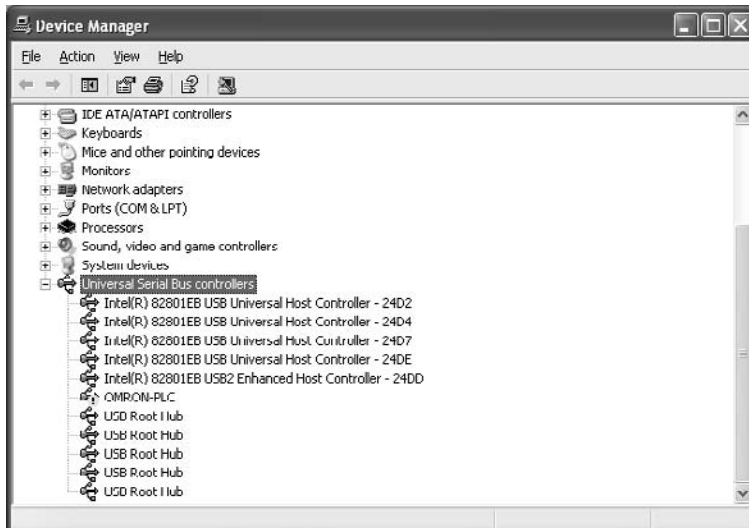 Device Manager
File Action View Help
IDE ATA/ATAPI controllers
Keyboards
Mice and other pointing devices
Monitors
Network adapters
Ports (COM & LPT)
Processors
Sound, video and game controllers
System devices
Universal Serial Bus controllers
Intel(R) 82801EB USB Universal Host Controller - 24D2
Intel(R) 82801EB USB Universal Host Controller - 24D4
Intel(R) 82801EB USB Universal Host Controller - 24D7
Intel(R) 82801EB USB Universal Host Controller - 24DE
Intel(R) 82801EB USB2 Enhanced Host Controller - 24DD
OMRON-PLC
USB Root Hub
USB Root Hub
USB Root Hub
USB Root Hub
USB Root Hub